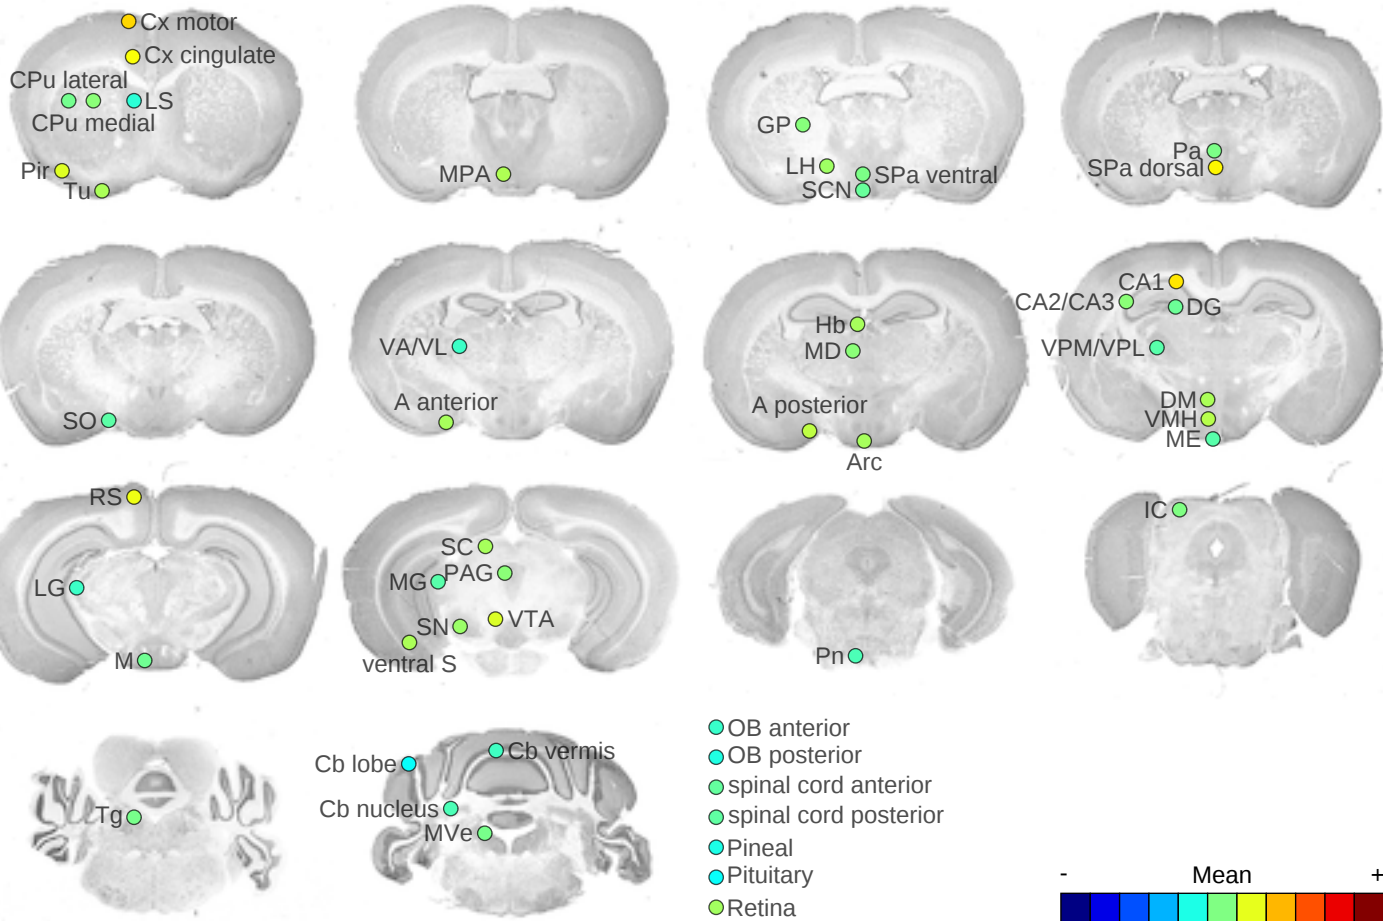 Cx motor
Cx cingulate
CPu lateral
LS
CPu medial
Pir
Tu
MPA
GP
LH
SPa ventral
SCN
Pa
SPa dorsal
SO
VA/VL
A anterior
Hb
MD
A posterior
Arc
CA1
CA2/CA3
DG
VPM/VPL
DM
VMH
ME
RS
LG
M
SC
PAG
MG
VTA
SN
ventral S
Pn
IC
Tg
Cb vermis
Cb lobe
Cb nucleus
MVe
OB anterior
OB posterior
spinal cord anterior
spinal cord posterior
Pineal
Pituitary
Retina
- Mean +